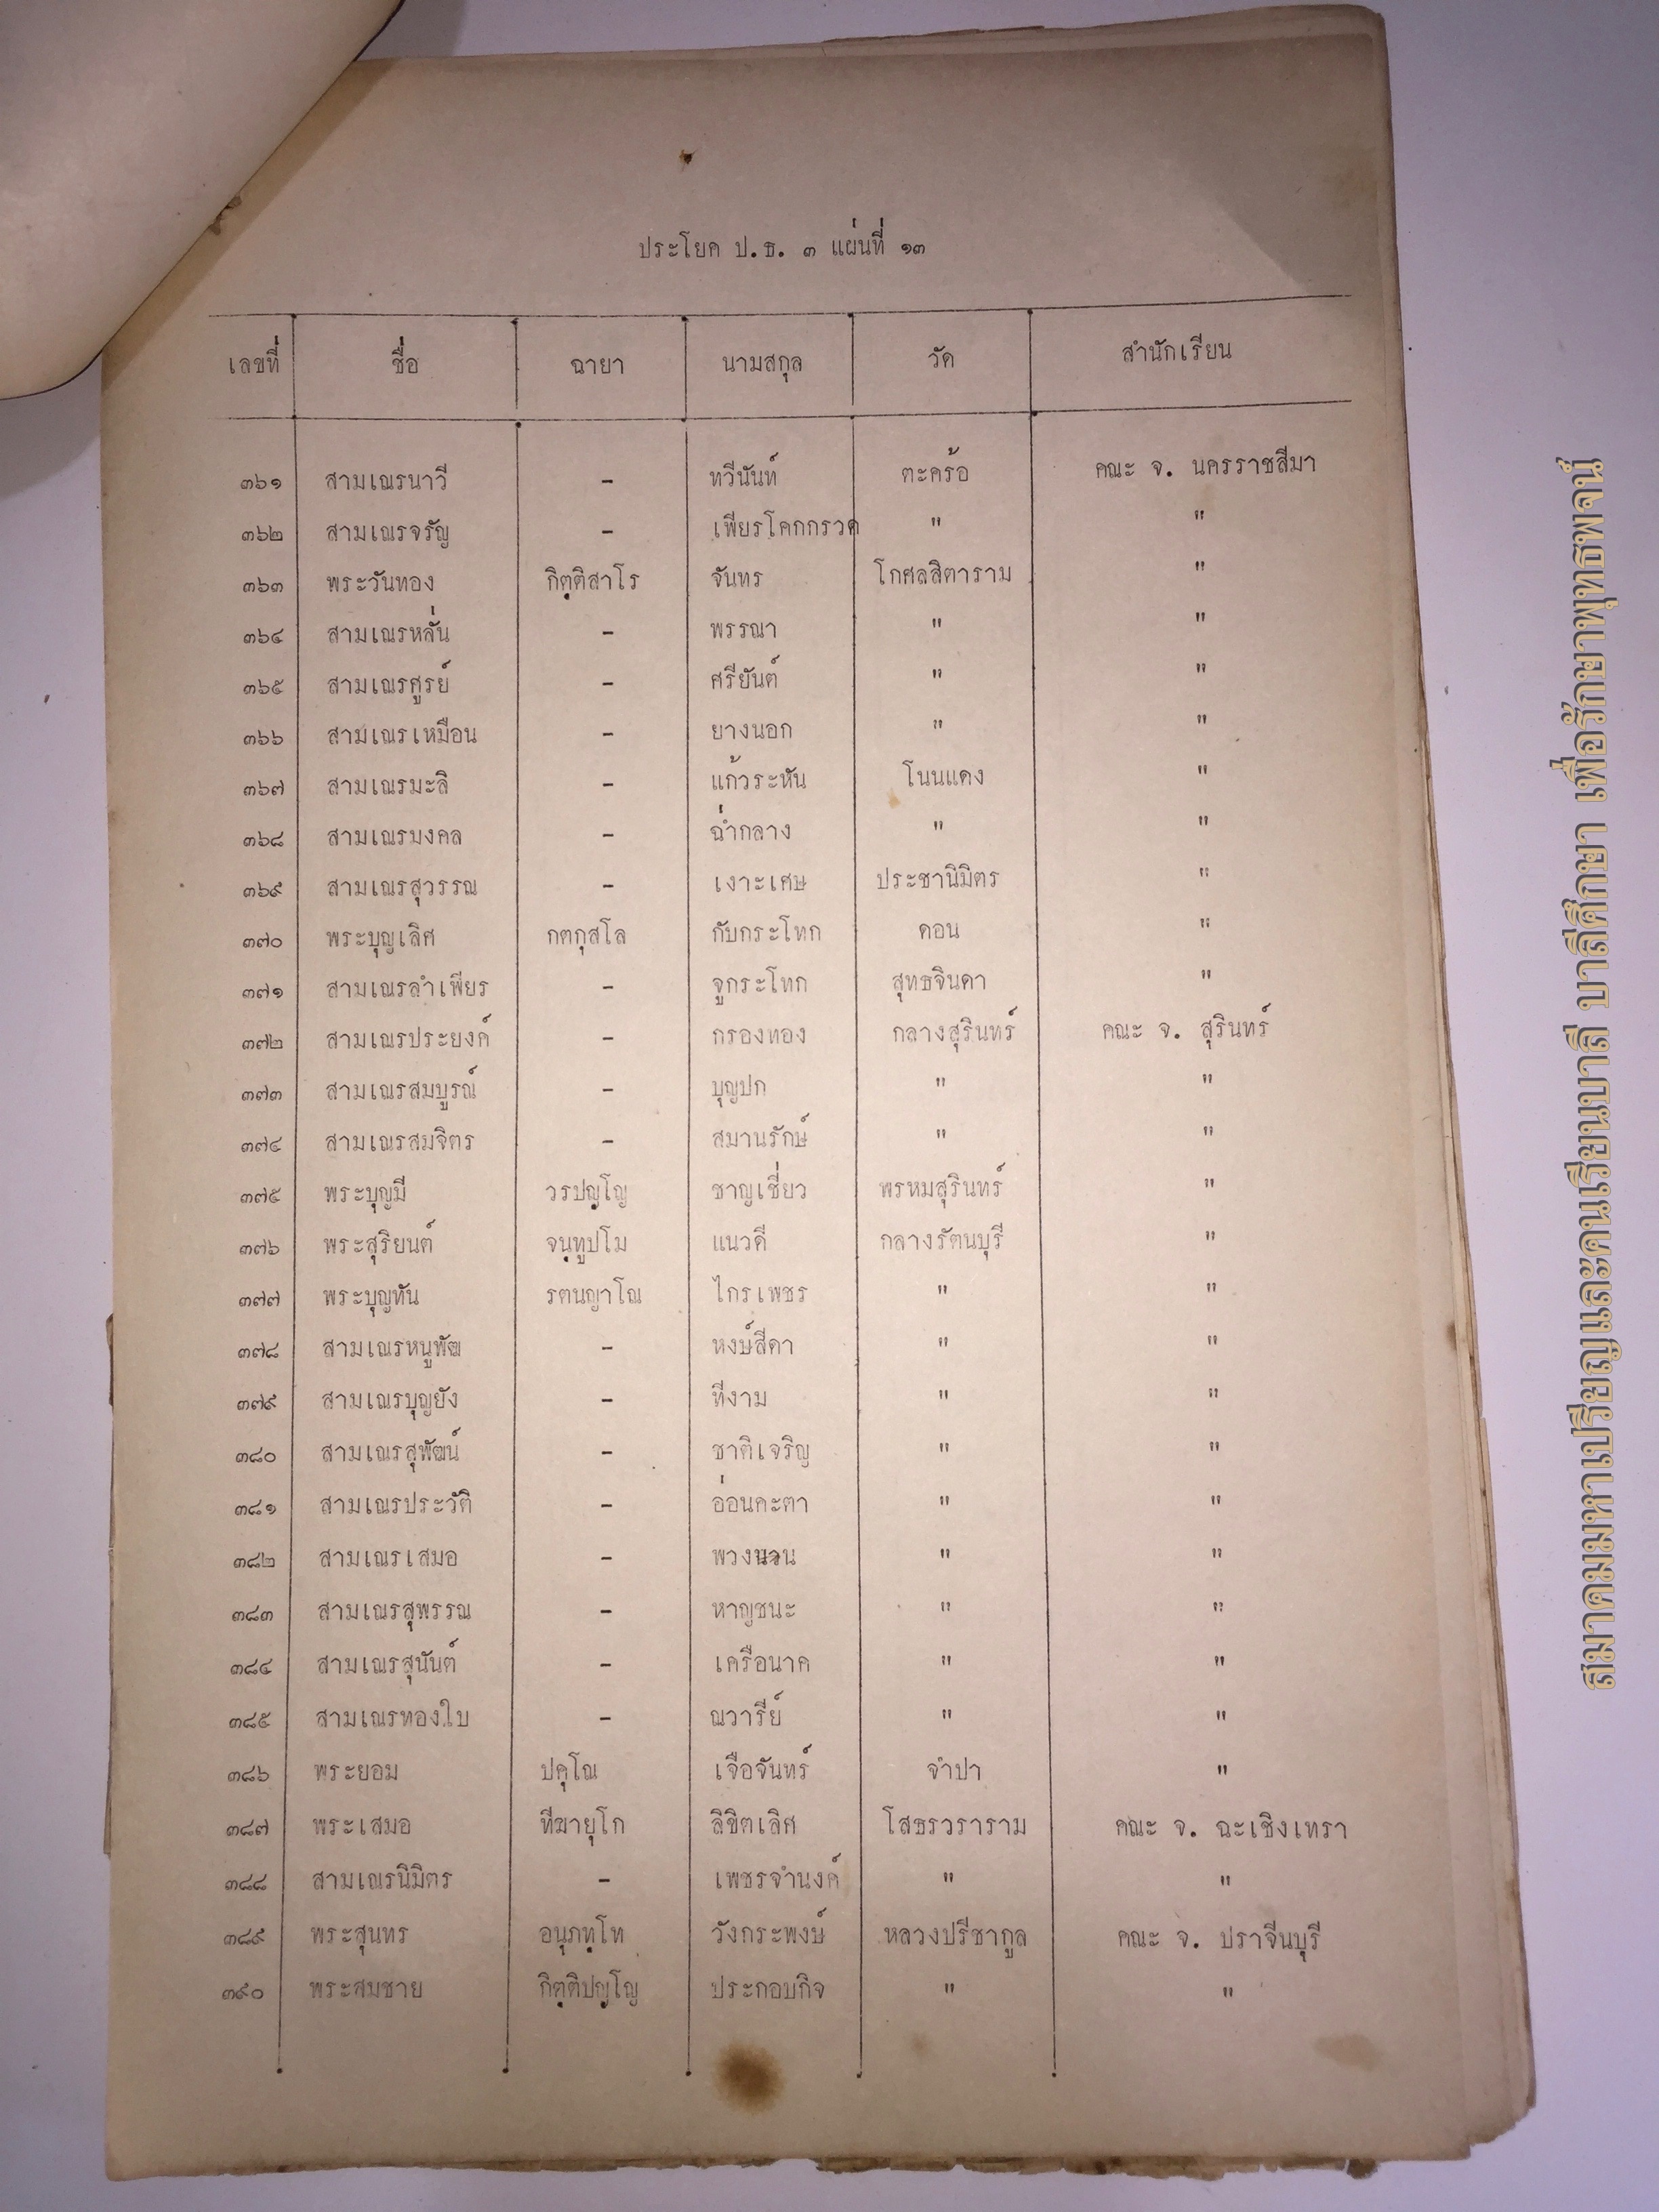 ประโยค ป.ธ. ๓ แผ่นที่ ๑๓
เลขที่ ชื่อ ฉายา นามสกุล วัด สำนักเรียน
๓๖๑ สามเณรนาวี - ทวีนันท์ ตะคร้อ คณะ จ. นครราชสีมา
๓๖๒ สามเณรจรัญ - เพียรโคกกรวด " "
๓๖๓ พระวันทอง กิตฺติสาโร จันทร โกศลสิตาราม "
๓๖๔ สามเณรหลั่น - พรรณา " "
๓๖๕ สามเณรศูรย์ - ศรียันต์ " "
๓๖๖ สามเณรเหมือน - ยางนอก " "
๓๖๗ สามเณรมะลิ - แก้วระหัน โนนแดง "
๓๖๘ สามเณรมงคล - ฉ่ำกลาง " "
๓๖๙ สามเณรสุวรรณ - เงาะเศษ ประชานิมิตร "
๓๗๐ พระบุญเลิศ กตกุสโล กับกระโทก ดอน "
๓๗๑ สามเณรลำเพียร - จูกระโทก สุทธจินดา "
๓๗๒ สามเณรประยงค์ - กรองทอง กลางสุรินทร์ คณะ จ. สุรินทร์
๓๗๓ สามเณรสมบูรณ์ - บุญปก " "
๓๗๔ สามเณรสมจิตร - สมานรักษ์ " "
๓๗๕ พระบุญมี วรปญฺโญ ชาญเชี่ยว พรหมสุรินทร์ "
๓๗๖ พระสุริยนต์ จนฺทูปโม แนวดี กลางรัตนบุรี "
๓๗๗ พระบุญทัน รตนญาโณ ไกรเพชร " "
๓๗๘ สามเณรหนูพัฒ - หงษ์สีดา " "
๓๗๙ สามเณรบุญยัง - ทีงาม " "
๓๘๐ สามเณรสุพัฒน์ - ชาติเจริญ " "
๓๘๑ สามเณรประวัติ - อ่อนคะตา " "
๓๘๒ สามเณรเสมอ - " "
๓๘๓ สามเณรสุพรรณ - หาญชนะ " "
๓๘๔ สามเณรสุนันต์ - เครือนาค " "
๓๘๕ สามเณรทองใบ - ณวารีย์ " "
๓๘๖ พระยอม ปคุโณ เจือจันทร์ จำปา "
๓๘๗ พระเสมอ ทีฆายุโก ลิขิตเลิศ โสธรวราราม คณะ จ. ฉะเชิงเทรา
๓๘๘ สามเณรนิมิตร - เพชรจำนงค์ " "
๓๘๙ พระสุนทร อนุภทฺโท วังกระพงษ์ หลวงปรีชากูล คณะ จ. ปราจีนบุรี
๓๙๐ พระสมชาย กิตฺติปญฺโญ ประกอบกิจ " "
สมาคมมหาเปรียญและคนเรียนบาลี บาลีศึกษา เพื่อรักษาพุทธพจน์